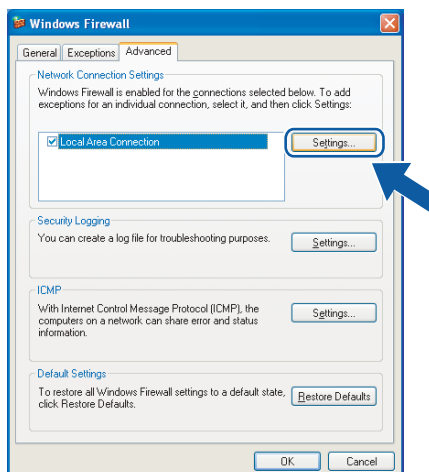 Windows Firewall
General Exceptions Advanced
Network Connection Settings
Windows Firewall is enabled for the connections selected
below. To add
exceptions for an individual connection, select it, and then click Settings:
Local Area Connection
Settings...
Security Logging
You can create a log file for troubleshooting purposes.
Settings...
ICMP
With Internet Control Message Protocol (ICMP), the
computers on a network can share error and status
information.
Settings...
Default Settings
To restore all Windows Firewall settings to a default state,
click Restore Defaults.
Restore Defaults
OK Cancel